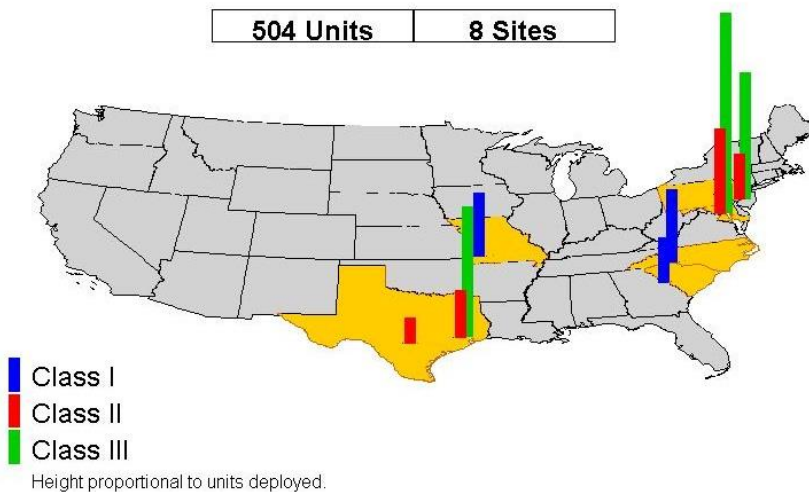 504 Units 8 Sites
Class I
Class II
Class III
Height proportional to units deployed.